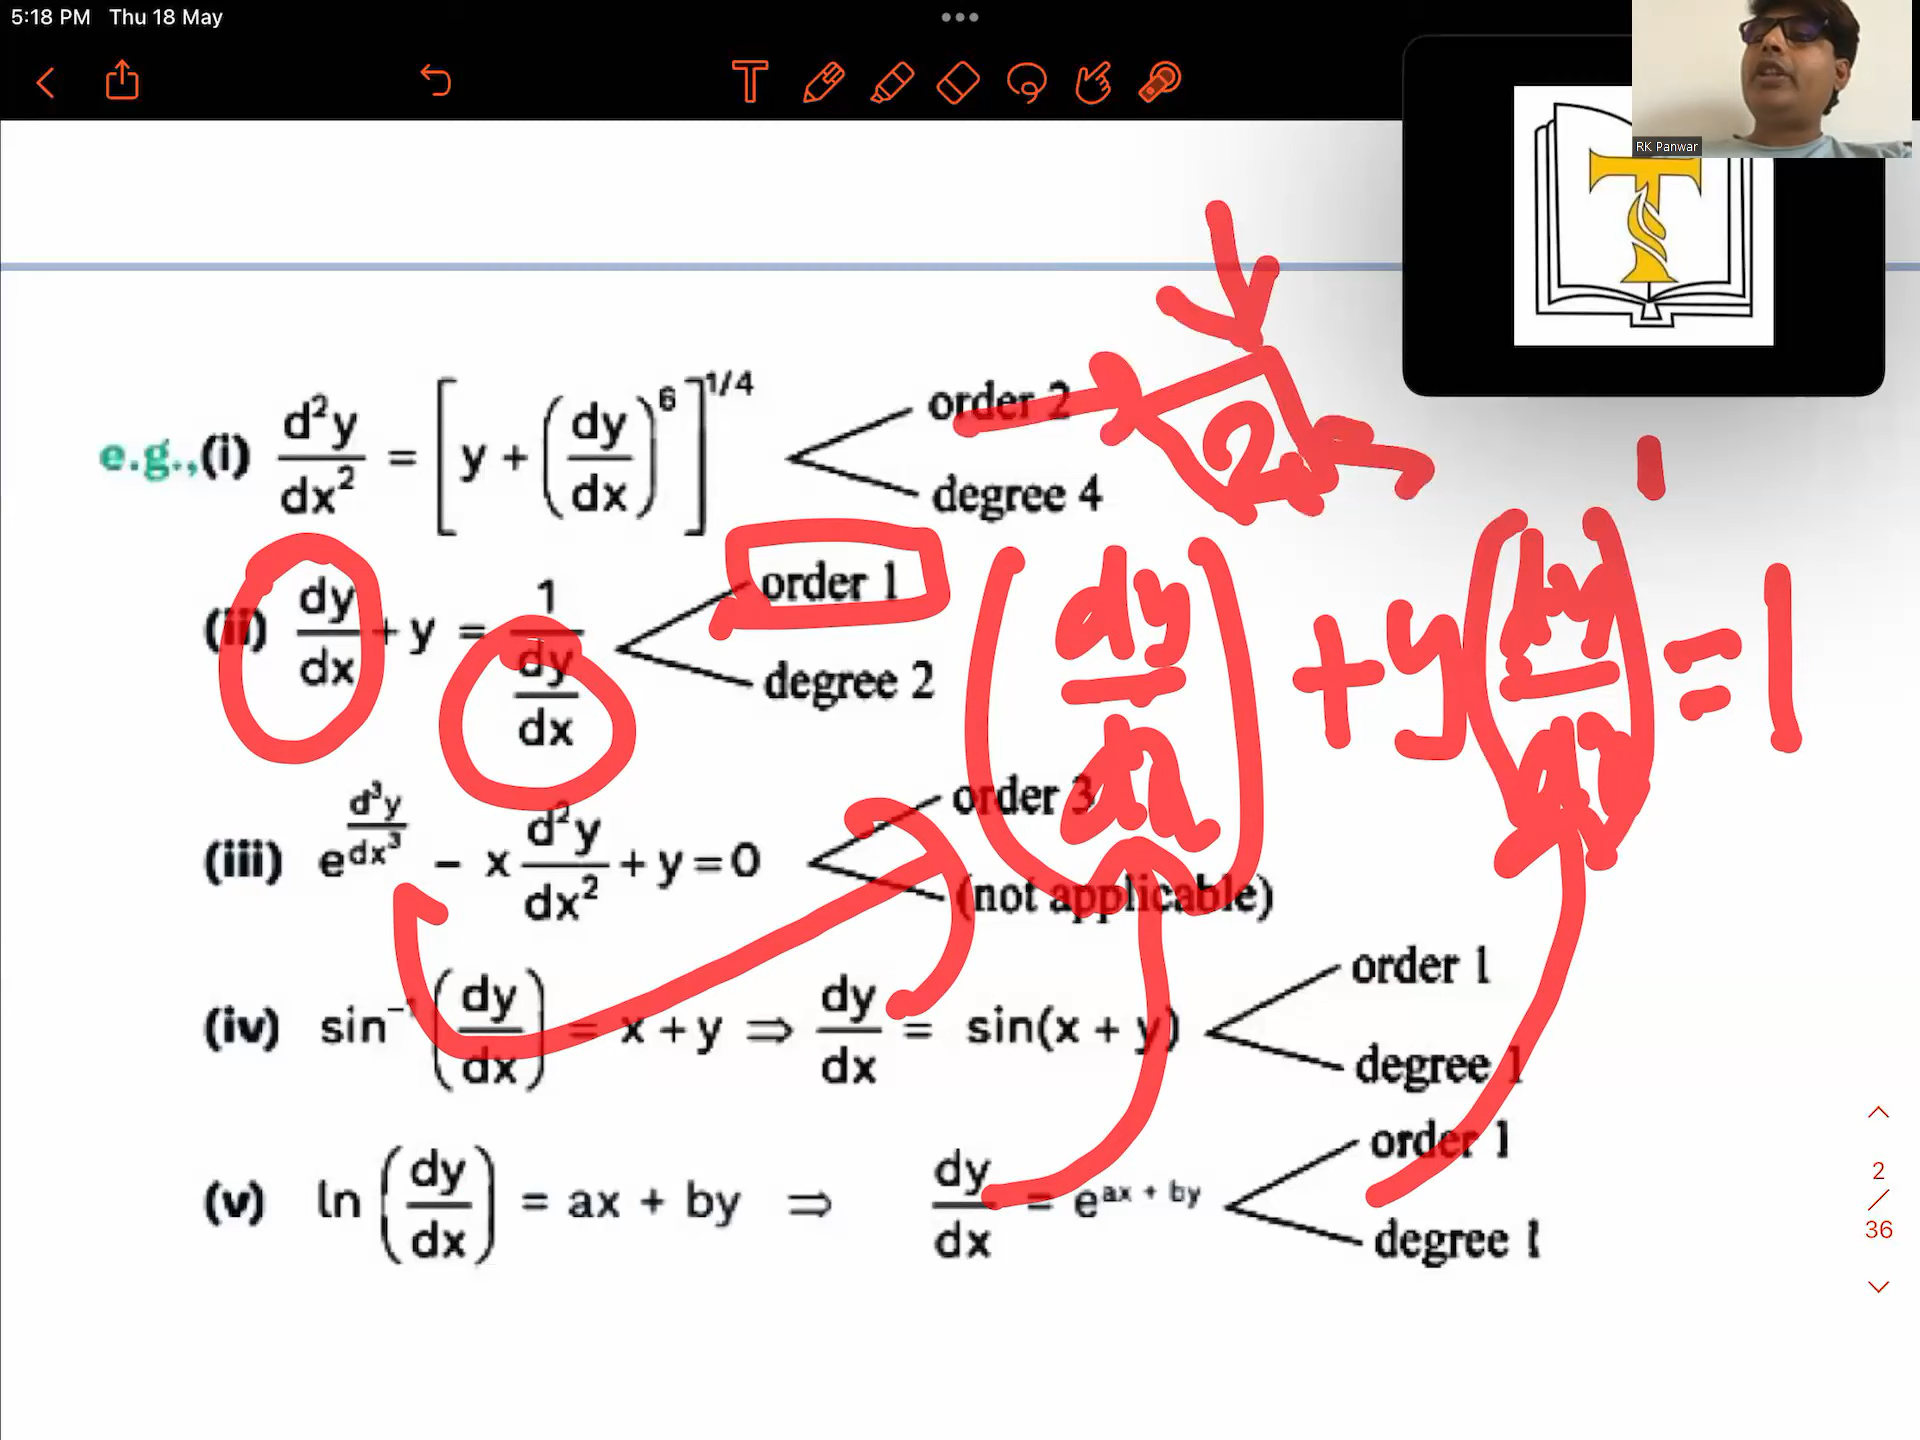 5:18 PM Thu 18 May
RK Panwar
T
e.g.,(i) d²y/dx² = [y + (dy/dx)⁶]^1/4 order 2 degree 4
2
(ii) dy/dx + y = 1/(dy/dx) order 1 degree 2
(dy/dx) + y(dy/dx)¹ = 1
(iii) e^(d³y/dx³) − x d²y/dx² + y = 0 order 3 (not applicable)
(iv) sin⁻¹(dy/dx) = x + y ⇒ dy/dx = sin(x + y) order 1 degree 1
(v) ln(dy/dx) = ax + by ⇒ dy/dx = e^(ax + by) order 1 degree 1
2
/
36